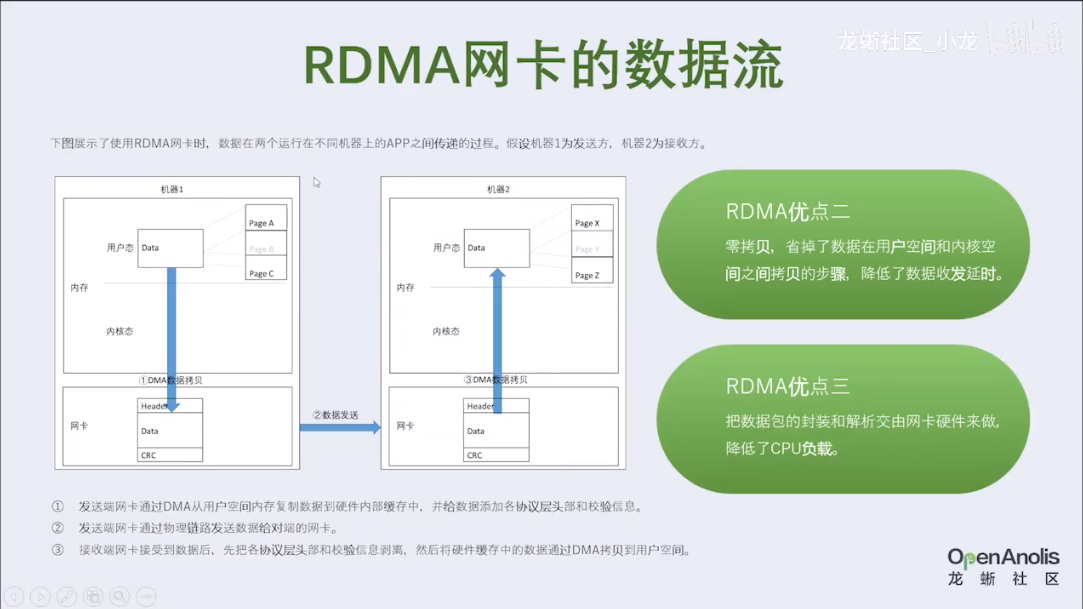 龙蜥社区_小龙 bilibili
RDMA网卡的数据流
下图展示了使用RDMA网卡时，数据在两个运行在不同机器上的APP之间传递的过程。假设机器1为发送方，机器2为接收方。
机器1
用户态
Data
Page A
Page B
Page C
内存
内核态
①DMA数据拷贝
网卡
Header
Data
CRC
②数据发送
机器2
用户态
Data
Page X
Page Y
Page Z
内存
内核态
③DMA数据拷贝
网卡
Header
Data
CRC
RDMA优点二
零拷贝，省掉了数据在用户空间和内核空
间之间拷贝的步骤，降低了数据收发延时。
RDMA优点三
把数据包的封装和解析交由网卡硬件来做，
降低了CPU负载。
① 发送端网卡通过DMA从用户空间内存复制数据到硬件内部缓存中，并给数据添加各协议层头部和校验信息。
② 发送端网卡通过物理链路发送数据给对端的网卡。
③ 接收端网卡接受到数据后，先把各协议层头部和校验信息剥离，然后将硬件缓存中的数据通过DMA拷贝到用户空间。
OpenAnolis
龙蜥社区